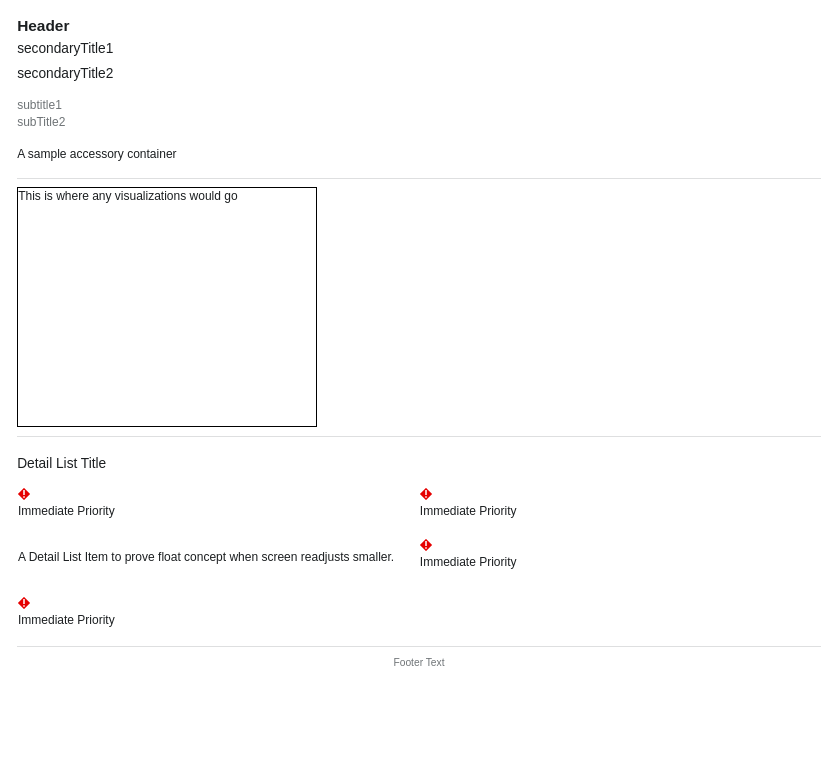 Header
secondaryTitle1
secondaryTitle2
subtitle1
subTitle2
A sample accessory container
This is where any visualizations would go
Detail List Title
Immediate Priority
Immediate Priority
A Detail List Item to prove float concept when screen readjusts smaller.
Immediate Priority
Immediate Priority
Footer Text